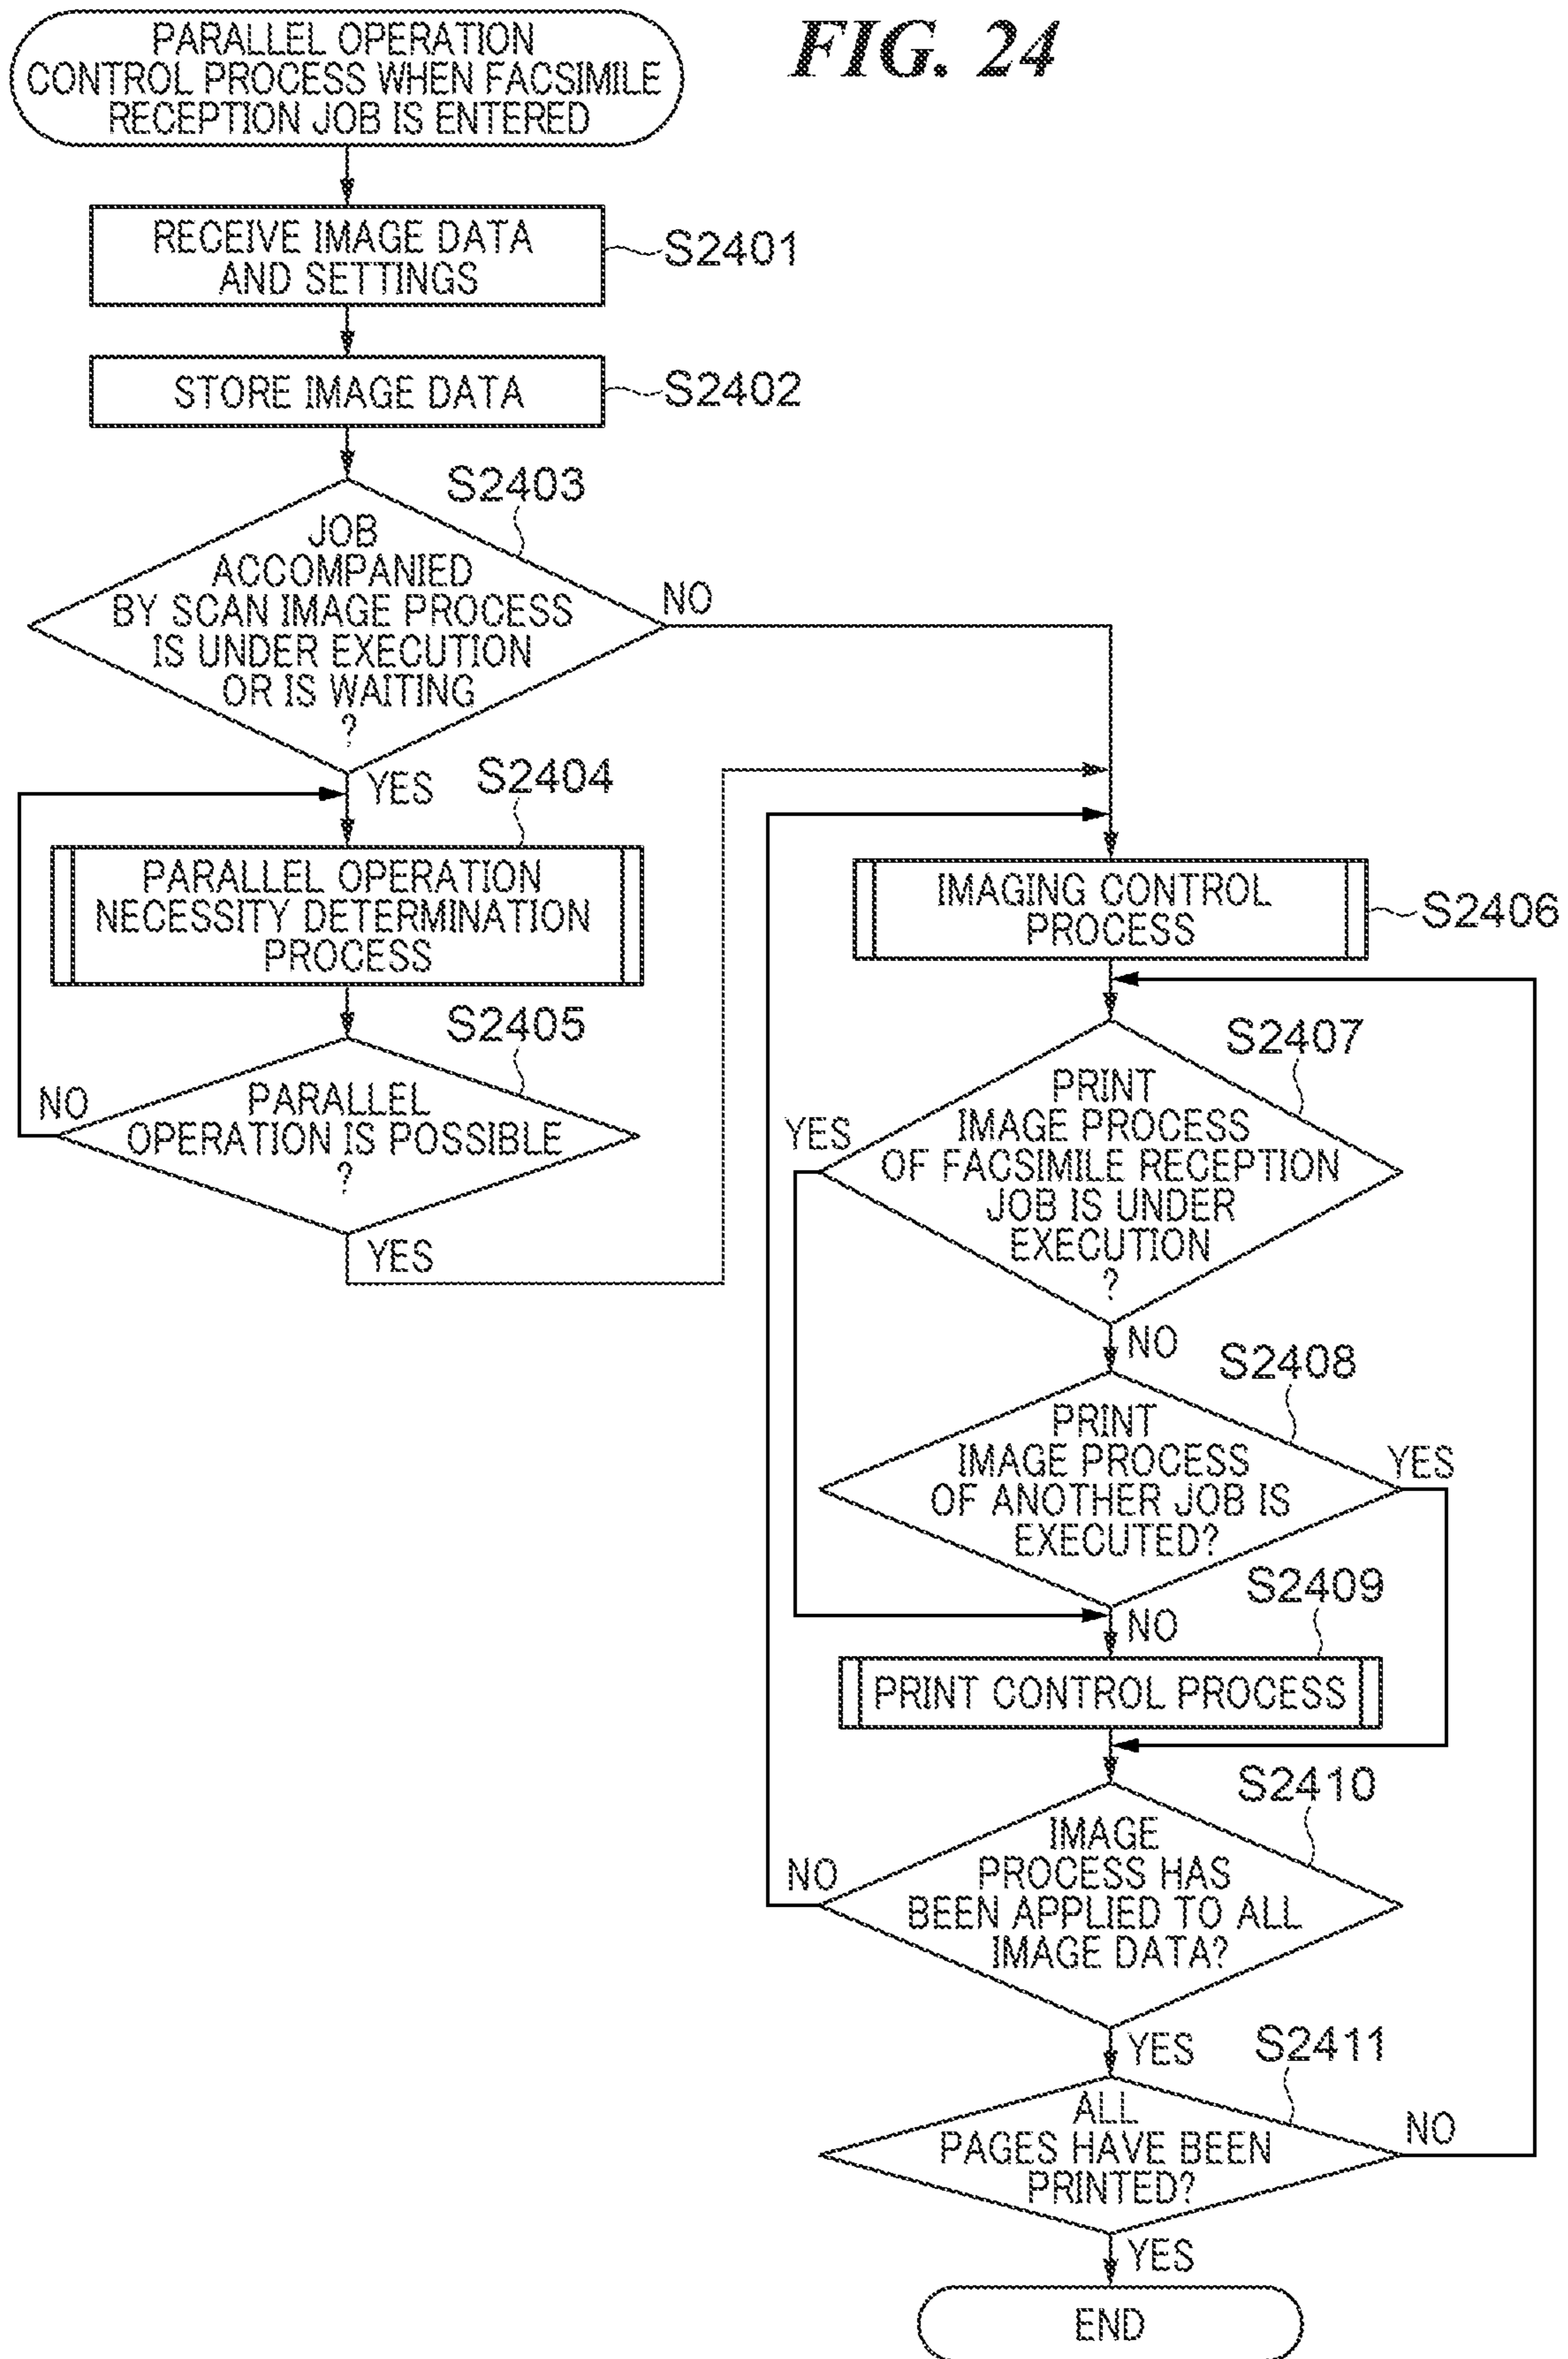 FIG. 24
PARALLEL OPERATION
CONTROL PROCESS WHEN FACSIMILE
RECEPTION JOB IS ENTERED
RECEIVE IMAGE DATA
AND SETTINGS
S2401
STORE IMAGE DATA
S2402
S2403
JOB
ACCOMPANIED
BY SCAN IMAGE PROCESS
IS UNDER EXECUTION
OR IS WAITING
?
NO
YES
S2404
PARALLEL OPERATION
NECESSITY DETERMINATION
PROCESS
S2405
PARALLEL
OPERATION IS POSSIBLE
?
NO
YES
IMAGING CONTROL
PROCESS
S2406
S2407
PRINT
IMAGE PROCESS
OF FACSIMILE RECEPTION
JOB IS UNDER
EXECUTION
?
YES
NO
S2408
PRINT
IMAGE PROCESS
OF ANOTHER JOB IS
EXECUTED?
YES
NO
S2409
PRINT CONTROL PROCESS
S2410
IMAGE
PROCESS HAS
BEEN APPLIED TO ALL
IMAGE DATA?
NO
YES
S2411
ALL
PAGES HAVE BEEN
PRINTED?
NO
YES
END